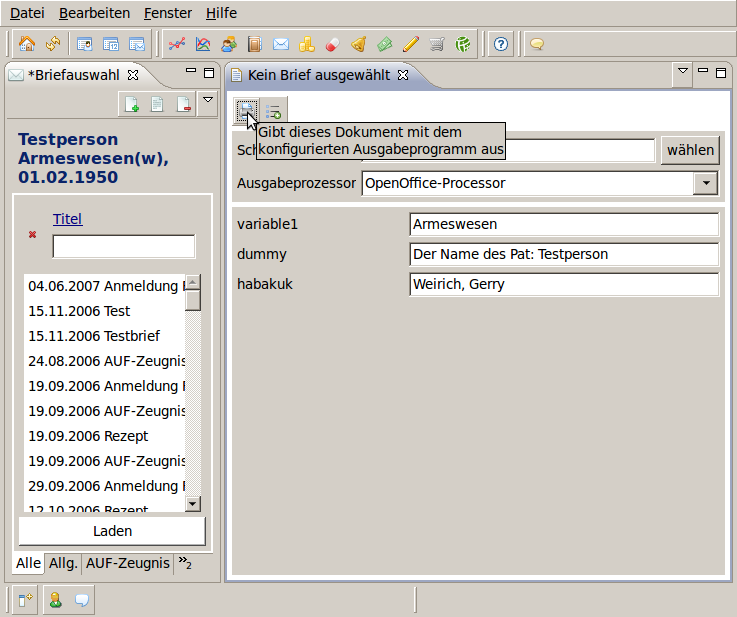 Datei Bearbeiten Fenster Hilfe
*Briefauswahl
Kein Brief ausgewählt
Testperson
Armeswesen(w),
01.02.1950
Titel
04.06.2007 Anmeldung
15.11.2006 Test
15.11.2006 Testbrief
24.08.2006 AUF-Zeugnis
19.09.2006 Anmeldung
19.09.2006 AUF-Zeugnis
19.09.2006 Rezept
19.09.2006 AUF-Zeugnis
29.09.2006 Anmeldung
12.10.2006 Rezept
Laden
Alle Allg. AUF-Zeugnis »2
Gibt dieses Dokument mit dem
konfigurierten Ausgabeprogramm aus
wählen
Ausgabeprozessor OpenOffice-Processor
variable1 Armeswesen
dummy Der Name des Pat: Testperson
habakuk Weirich, Gerry